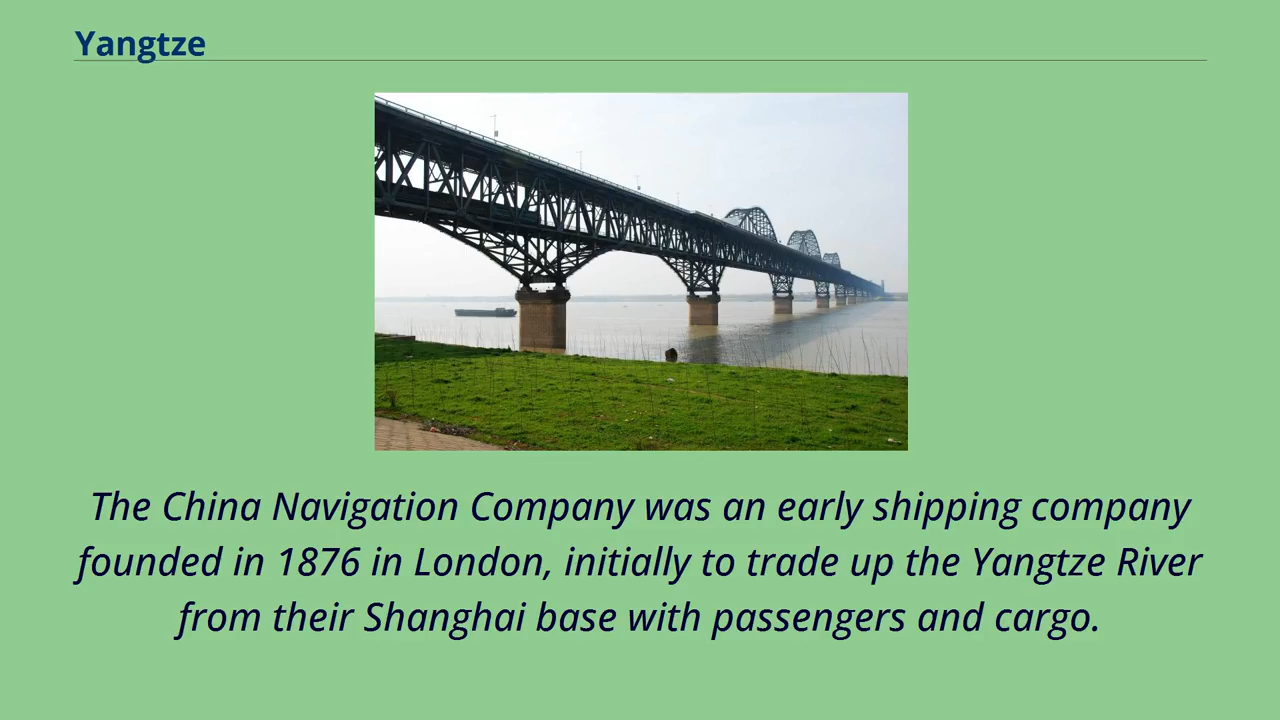 Yangtze
The China Navigation Company was an early shipping company
founded in 1876 in London, initially to trade up the Yangtze River
from their Shanghai base with passengers and cargo.